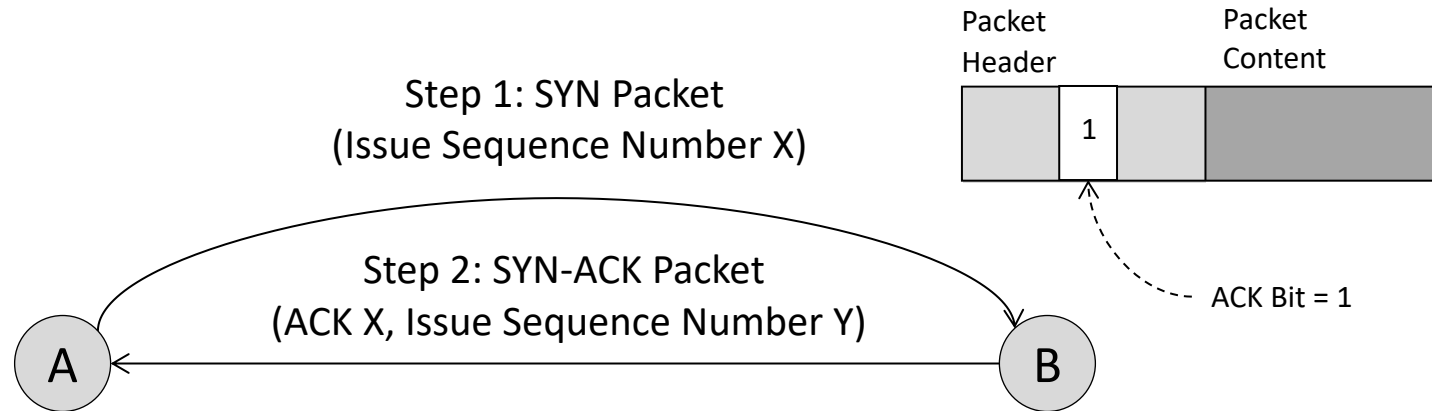 Packet
Header
Packet
Content
Step 1: SYN Packet
(Issue Sequence Number X)
1
Step 2: SYN-ACK Packet
(ACK X, Issue Sequence Number Y)
ACK Bit = 1
A
B